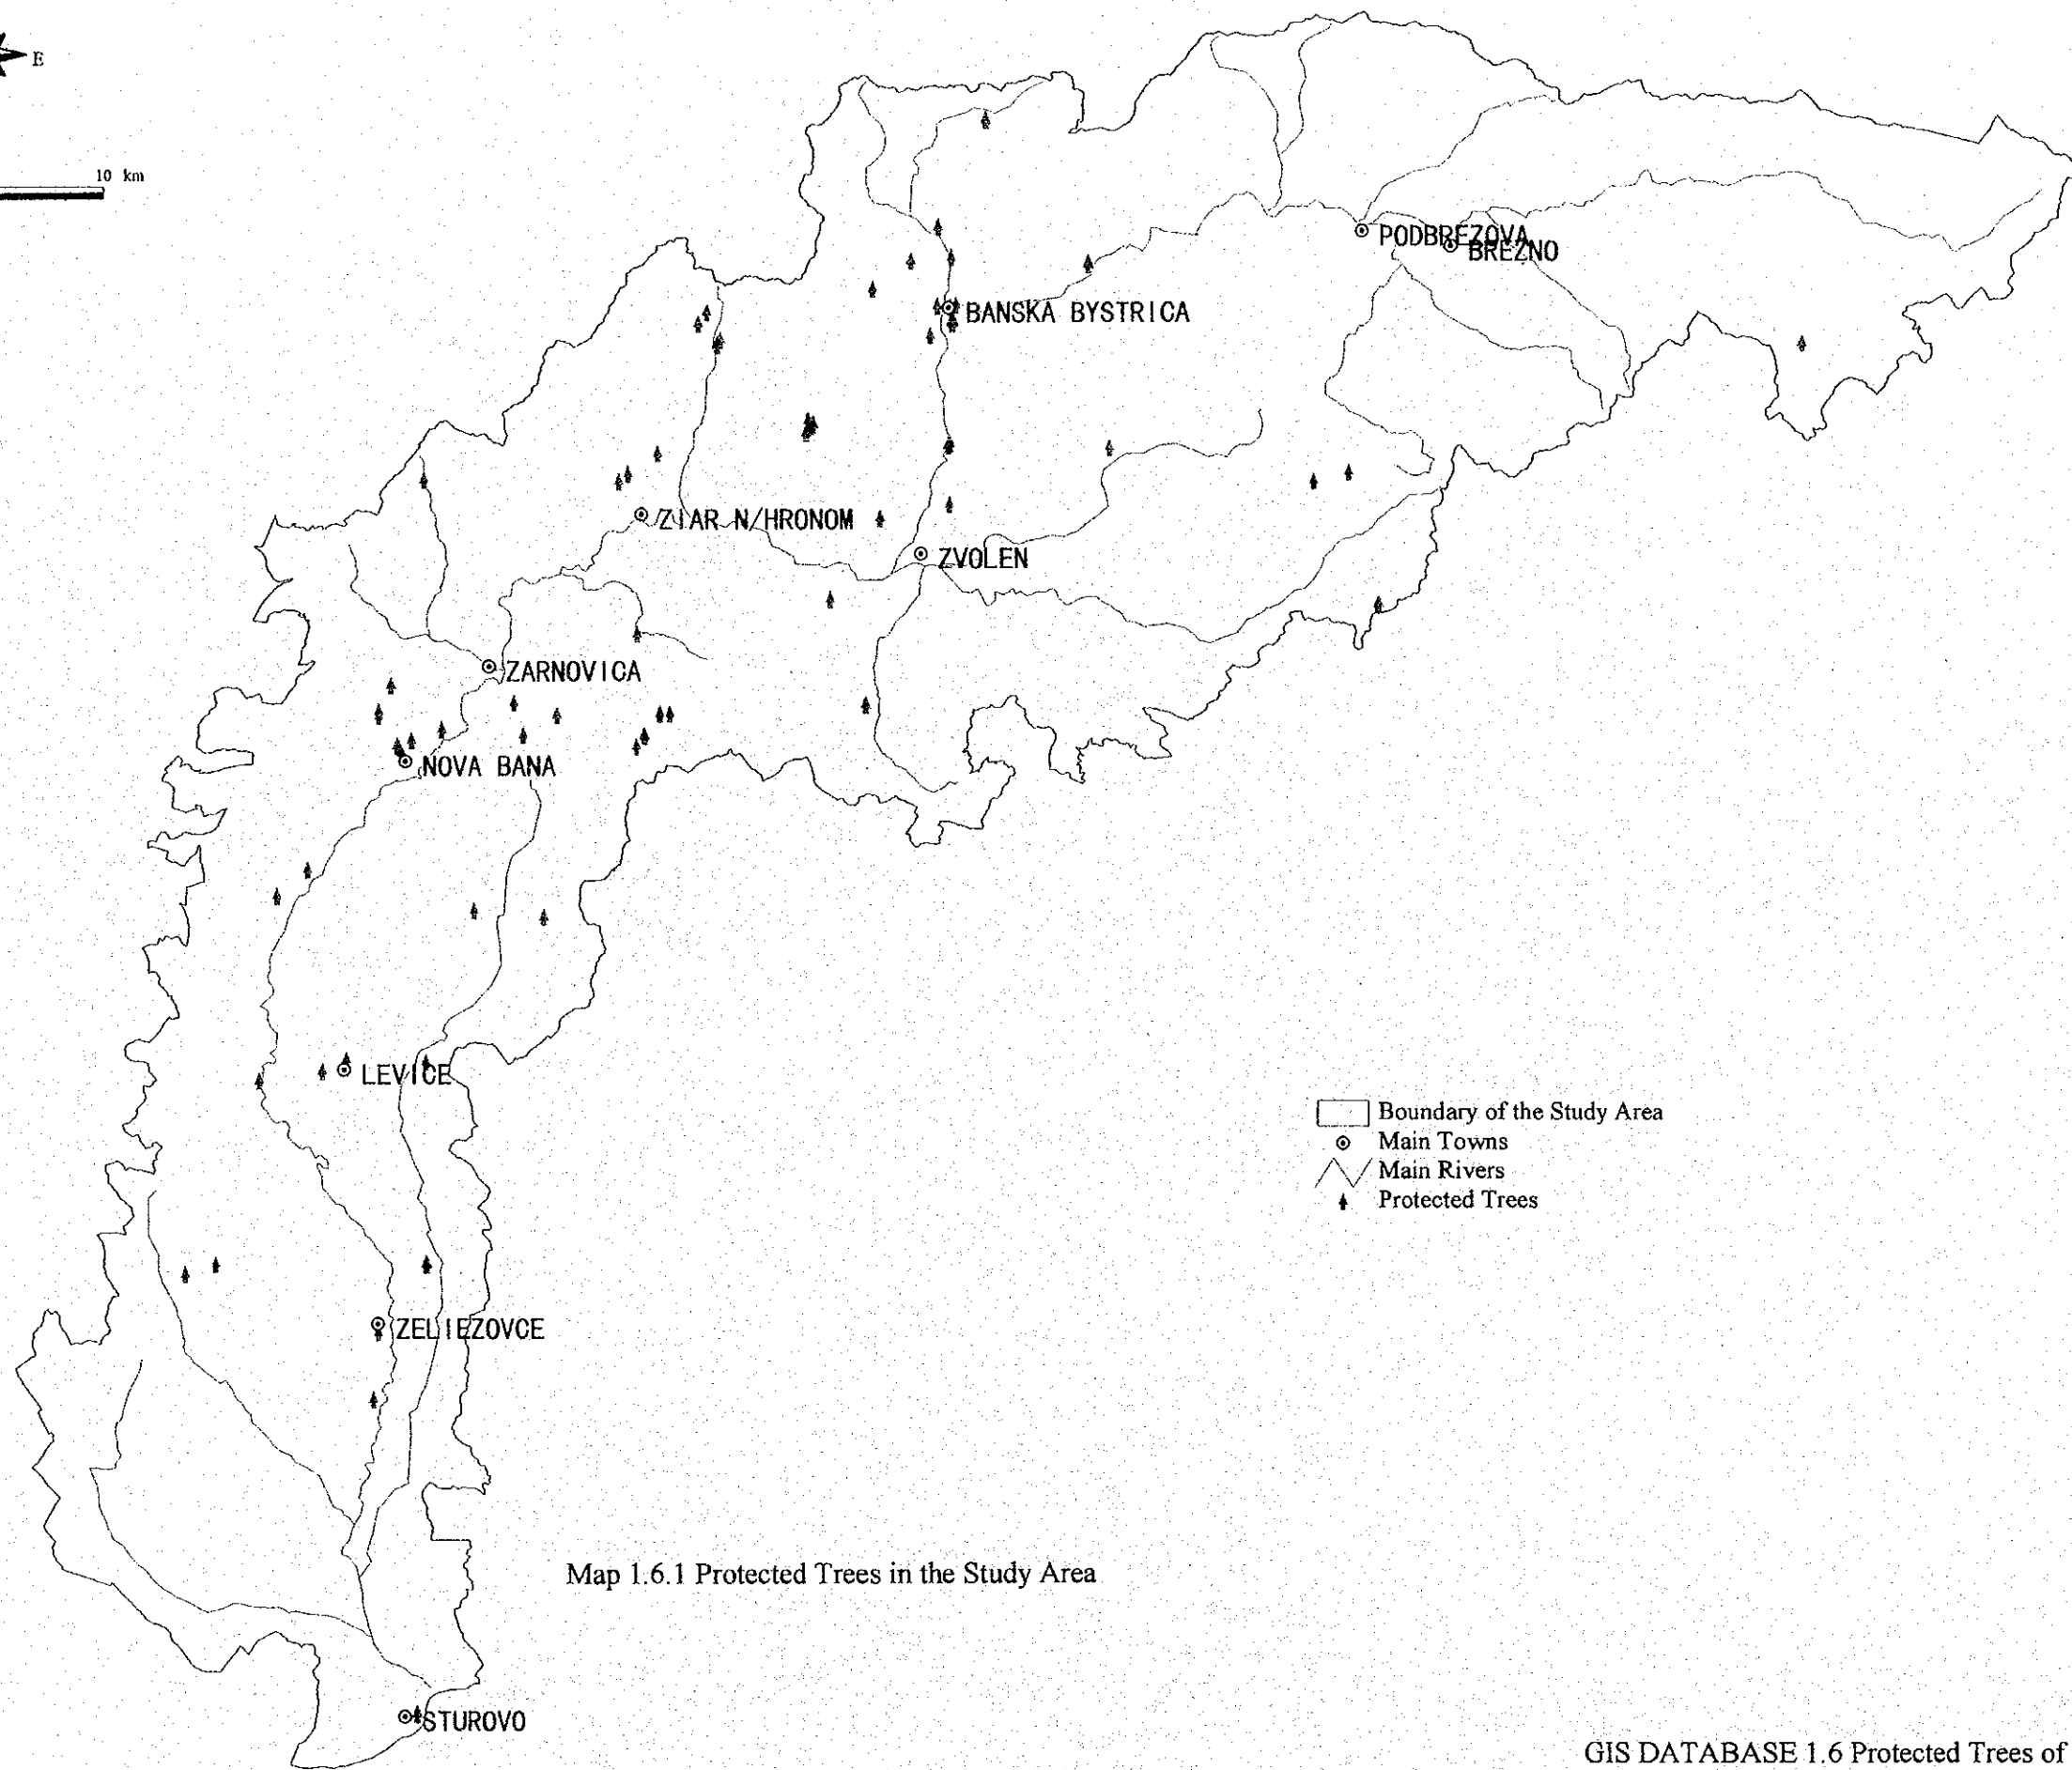 E
10 km
PODBREZOVA
BREZNO
BANSKA BYSTRICA
ZIAR N/HRONOM
ZVOLEN
ZARNOVICA
NOVA BANA
LEVICE
Boundary of the Study Area
Main Towns
Main Rivers
Protected Trees
ZELIEZOVCE
Map 1.6.1 Protected Trees in the Study Area
STUROVO
GIS DATABASE 1.6 Protected Trees of